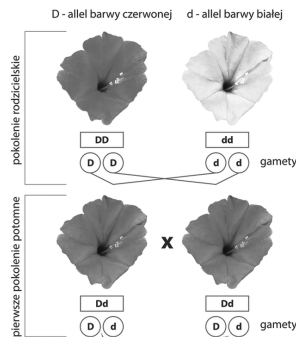 D - allel barwy czerwonej d - allel barwy białej
pokolenie rodzicielskie
DD dd
D D d d gamety
pierwsze pokolenie potomne
X
Dd Dd
D d D d gamety